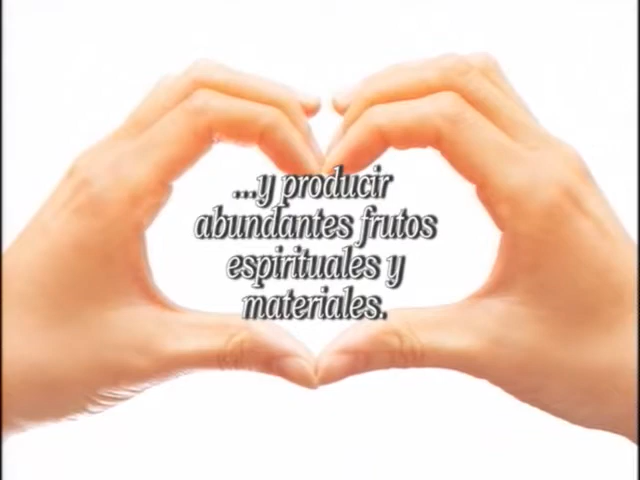 ...y producir
abundantes frutos
espirituales y
materiales.